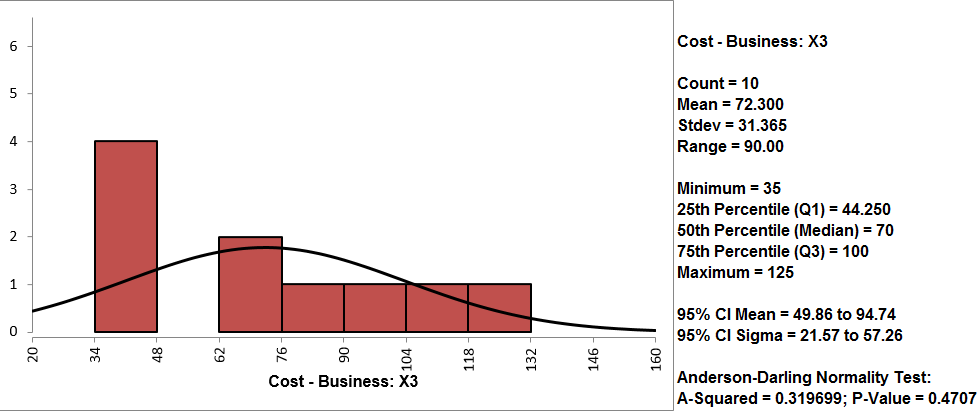 6
5
4
3
2
1
0
20 34 48 62 76 90 104 118 132 146 160
Cost - Business: X3
Cost - Business: X3
Count = 10
Mean = 72.300
Stdev = 31.365
Range = 90.00
Minimum = 35
25th Percentile (Q1) = 44.250
50th Percentile (Median) = 70
75th Percentile (Q3) = 100
Maximum = 125
95% CI Mean = 49.86 to 94.74
95% CI Sigma = 21.57 to 57.26
Anderson-Darling Normality Test:
A-Squared = 0.319699; P-Value = 0.4707